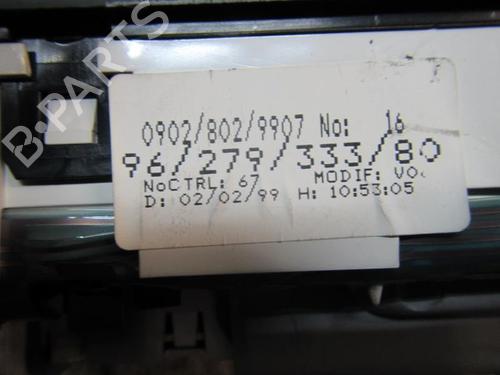 0902/802/9907 No: 16
96/279/333/80
NoCTRL: 67 MODIF: V0
D: 02/02/99 H: 10:53:05
B-PARTS